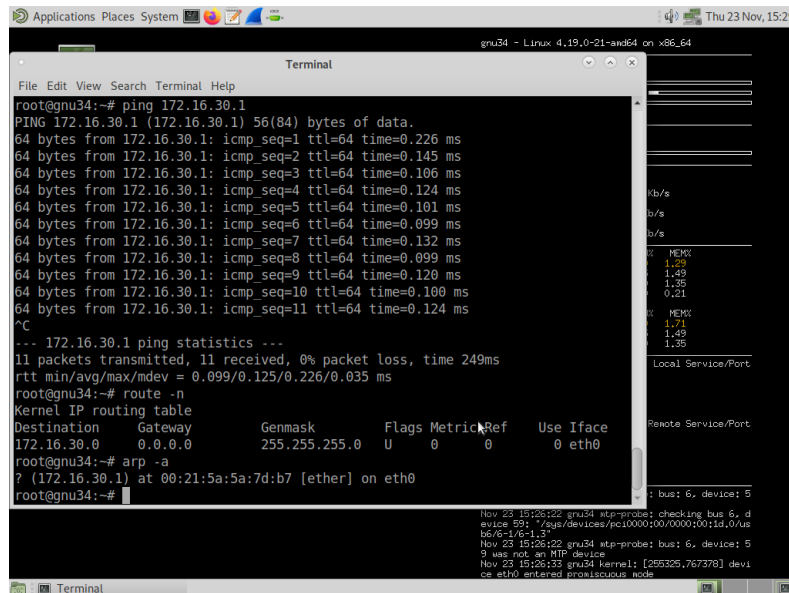 Applications Places System
Thu 23 Nov, 15:2
gnu34 - Linux 4.19.0-21-amd64 on x86_64
Terminal
File Edit View Search Terminal Help
root@gnu34:~# ping 172.16.30.1
PING 172.16.30.1 (172.16.30.1) 56(84) bytes of data.
64 bytes from 172.16.30.1: icmp_seq=1 ttl=64 time=0.226 ms
64 bytes from 172.16.30.1: icmp_seq=2 ttl=64 time=0.145 ms
64 bytes from 172.16.30.1: icmp_seq=3 ttl=64 time=0.106 ms
64 bytes from 172.16.30.1: icmp_seq=4 ttl=64 time=0.124 ms
64 bytes from 172.16.30.1: icmp_seq=5 ttl=64 time=0.101 ms
64 bytes from 172.16.30.1: icmp_seq=6 ttl=64 time=0.099 ms
64 bytes from 172.16.30.1: icmp_seq=7 ttl=64 time=0.132 ms
64 bytes from 172.16.30.1: icmp_seq=8 ttl=64 time=0.099 ms
64 bytes from 172.16.30.1: icmp_seq=9 ttl=64 time=0.120 ms
64 bytes from 172.16.30.1: icmp_seq=10 ttl=64 time=0.100 ms
64 bytes from 172.16.30.1: icmp_seq=11 ttl=64 time=0.124 ms
^C
--- 172.16.30.1 ping statistics ---
11 packets transmitted, 11 received, 0% packet loss, time 249ms
rtt min/avg/max/mdev = 0.099/0.125/0.226/0.035 ms
root@gnu34:~# route -n
Kernel IP routing table
Destination Gateway Genmask Flags Metric Ref Use Iface
172.16.30.0 0.0.0.0 255.255.255.0 U 0 0 0 eth0
root@gnu34:~# arp -a
? (172.16.30.1) at 00:21:5a:5a:7d:b7 [ether] on eth0
root@gnu34:~#
Kb/s
b/s
b/s
% MEM%
1.29
1.49
1.35
0.21
% MEM%
1.71
1.49
1.35
Local Service/Port
Remote Service/Port
: bus: 6, device: 5
Nov 23 15:26:22 gnu34 mtp-probe: checking bus 6, d
evice 59: "/sys/devices/pci0000:00/0000:00:1d.0/us
b6/6-1/6-1.3"
Nov 23 15:26:22 gnu34 mtp-probe: bus: 6, device: 5
9 was not an MTP device
Nov 23 15:26:33 gnu34 kernel: [255325.767378] devi
ce eth0 entered promiscuous mode
Terminal